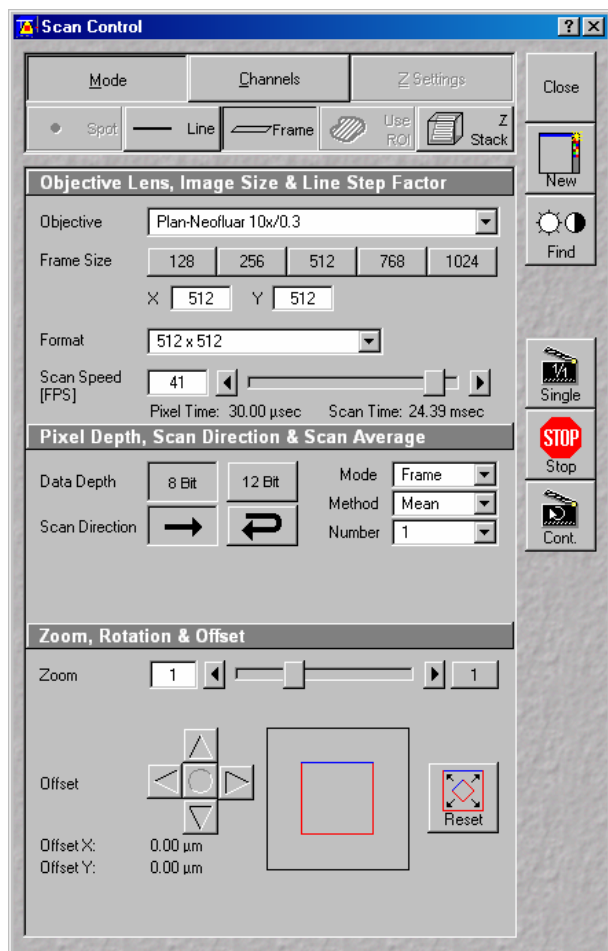 Scan Control
Mode Channels Z Settings Close
Spot Line Frame Use ROI Z Stack
New
Objective Lens, Image Size & Line Step Factor
Objective Plan-Neofluar 10x/0.3
Find
Frame Size 128 256 512 768 1024
X 512 Y 512
Format 512 x 512
1/1
Scan Speed [FPS] 41
Single
Pixel Time: 30.00 µsec Scan Time: 24.39 msec
Pixel Depth, Scan Direction & Scan Average
STOP
Stop
Data Depth 8 Bit 12 Bit Mode Frame
Method Mean
Scan Direction Number 1
Cont.
Zoom, Rotation & Offset
Zoom 1 1
Offset
Reset
Offset X: 0.00 µm
Offset Y: 0.00 µm